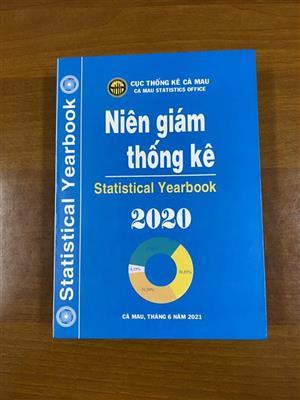 CỤC THỐNG KÊ CÀ MAU
CA MAU STATISTICS OFFICE
Niên giám
thống kê
Statistical Yearbook
2020
CÀ MAU, THÁNG 6 NĂM 2021
Statistical Yearbook